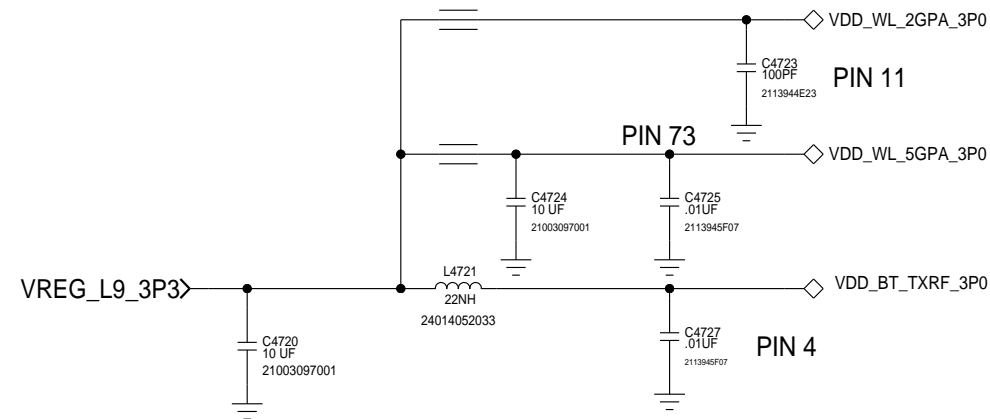 VDD_WL_2GPA_3P0
C4723
100PF
2113944E23
PIN 11
PIN 73
VDD_WL_5GPA_3P0
C4724
10 UF
21003097001
C4725
.01UF
2113945F07
VREG_L9_3P3
L4721
22NH
24014052033
VDD_BT_TXRF_3P0
C4720
10 UF
21003097001
C4727
.01UF
2113945F07
PIN 4